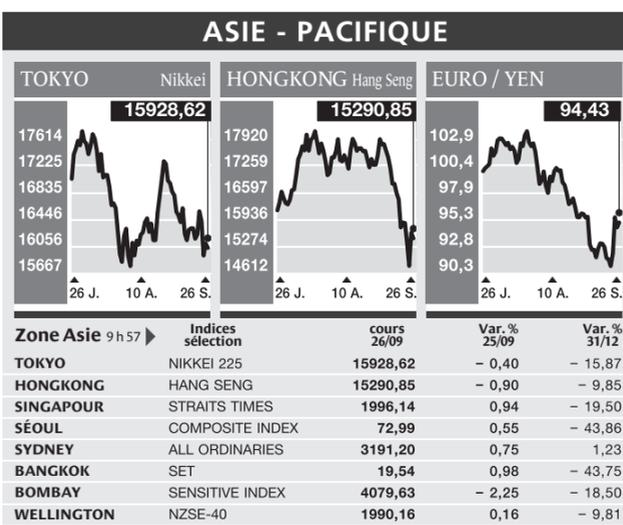 ASIE - PACIFIQUE
TOKYO Nikkei
15928,62
17614
17225
16835
16446
16056
15667
26 J. 10 A. 26 S.
HONGKONG Hang Seng
15290,85
17920
17259
16597
15936
15274
14612
26 J. 10 A. 26 S.
EURO / YEN
94,43
102,9
100,4
97,9
95,3
92,8
90,3
26 J. 10 A. 26 S.
Zone Asie 9 h 57 Indices sélection cours 26/09 Var. % 25/09 Var. % 31/12
TOKYO NIKKEI 225 15928,62 – 0,40 – 15,87
HONGKONG HANG SENG 15290,85 – 0,90 – 9,85
SINGAPOUR STRAITS TIMES 1996,14 0,94 – 19,50
SÉOUL COMPOSITE INDEX 72,99 0,55 – 43,86
SYDNEY ALL ORDINARIES 3191,20 0,75 1,23
BANGKOK SET 19,54 0,98 – 43,75
BOMBAY SENSITIVE INDEX 4079,63 – 2,25 – 18,50
WELLINGTON NZSE-40 1990,16 0,16 – 9,81